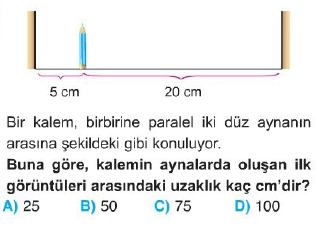 5 cm 20 cm
Bir kalem, birbirine paralel iki düz aynanın
arasına şekildeki gibi konuluyor.
Buna göre, kalemin aynalarda oluşan ilk
görüntüleri arasındaki uzaklık kaç cm'dir?
A) 25 B) 50 C) 75 D) 100